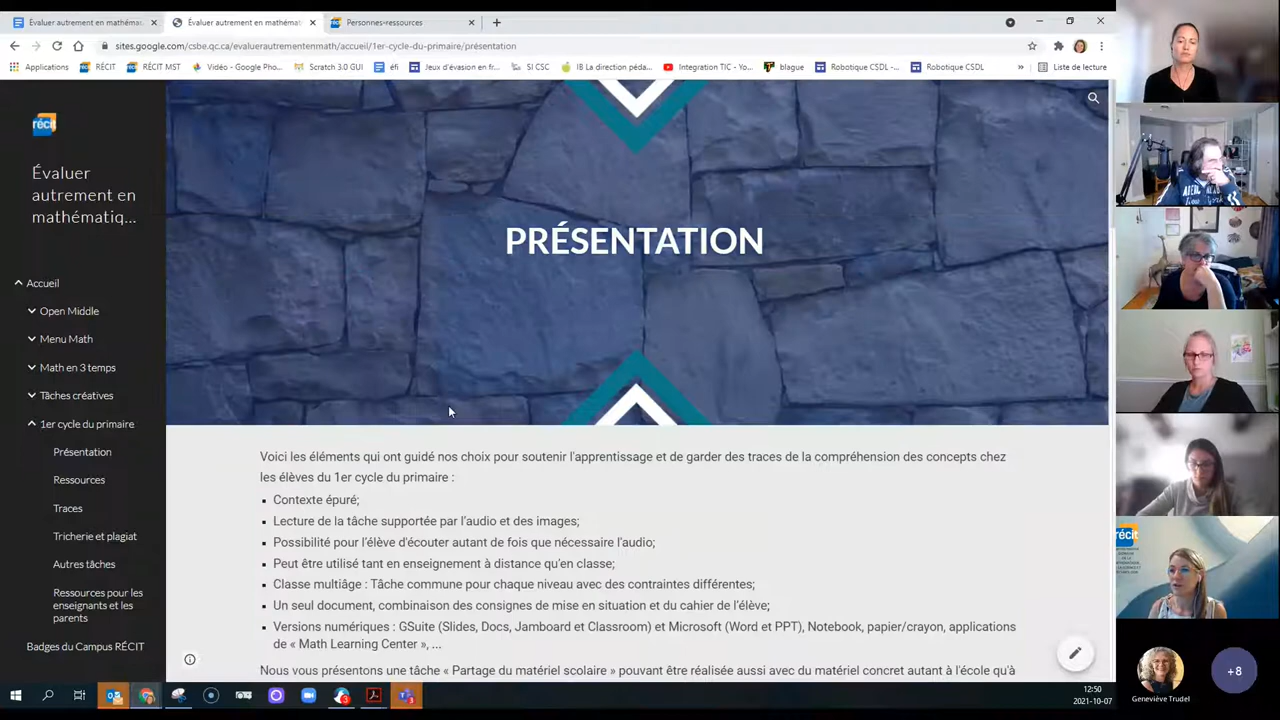 Évaluer autrement en mathémat
Évaluer autrement en mathémat
Personnes-ressources
sites.google.com/csbe.qc.ca/evaluerautrementenmath/accueil/1er-cycle-du-primaire/présentation
Applications
RÉCIT
RÉCIT MST
Vidéo - Google Pho...
Scratch 3.0 GUI
éfi
Jeux d'évasion en fr...
SI CSC
IB La direction péda...
Integration TIC - Yo...
blague
Robotique CSDL -...
Robotique CSDL
»
Liste de lecture
récit
Évaluer
autrement en
mathématiq...
Accueil
Open Middle
Menu Math
Math en 3 temps
Tâches créatives
1er cycle du primaire
Présentation
Ressources
Traces
Tricherie et plagiat
Autres tâches
Ressources pour les
enseignants et les
parents
Badges du Campus RÉCIT
PRÉSENTATION
Voici les éléments qui ont guidé nos choix pour soutenir l'apprentissage et de garder des traces de la compréhension des concepts chez
les élèves du 1er cycle du primaire :
▪ Contexte épuré;
▪ Lecture de la tâche supportée par l'audio et des images;
▪ Possibilité pour l'élève d'écouter autant de fois que nécessaire l'audio;
▪ Peut être utilisé tant en enseignement à distance qu'en classe;
▪ Classe multiâge : Tâche commune pour chaque niveau avec des contraintes différentes;
▪ Un seul document, combinaison des consignes de mise en situation et du cahier de l'élève;
▪ Versions numériques : GSuite (Slides, Docs, Jamboard et Classroom) et Microsoft (Word et PPT), Notebook, papier/crayon, applications
de « Math Learning Center », ...
Nous vous présentons une tâche « Partage du matériel scolaire » pouvant être réalisée aussi avec du matériel concret autant à l'école qu'à
récit
Geneviève Trudel
+8
12:50
2021-10-07